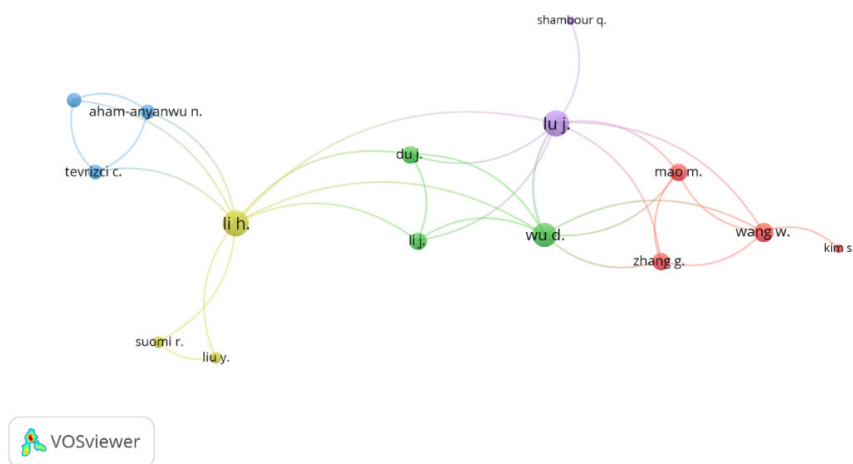 shambour q.
aham-anyanwu n.
lu j.
du j.
tevrizci c.
mao m.
li h.
li j.
wu d.
wang w.
kim s
zhang g.
suomi r.
liu y.
VOSviewer